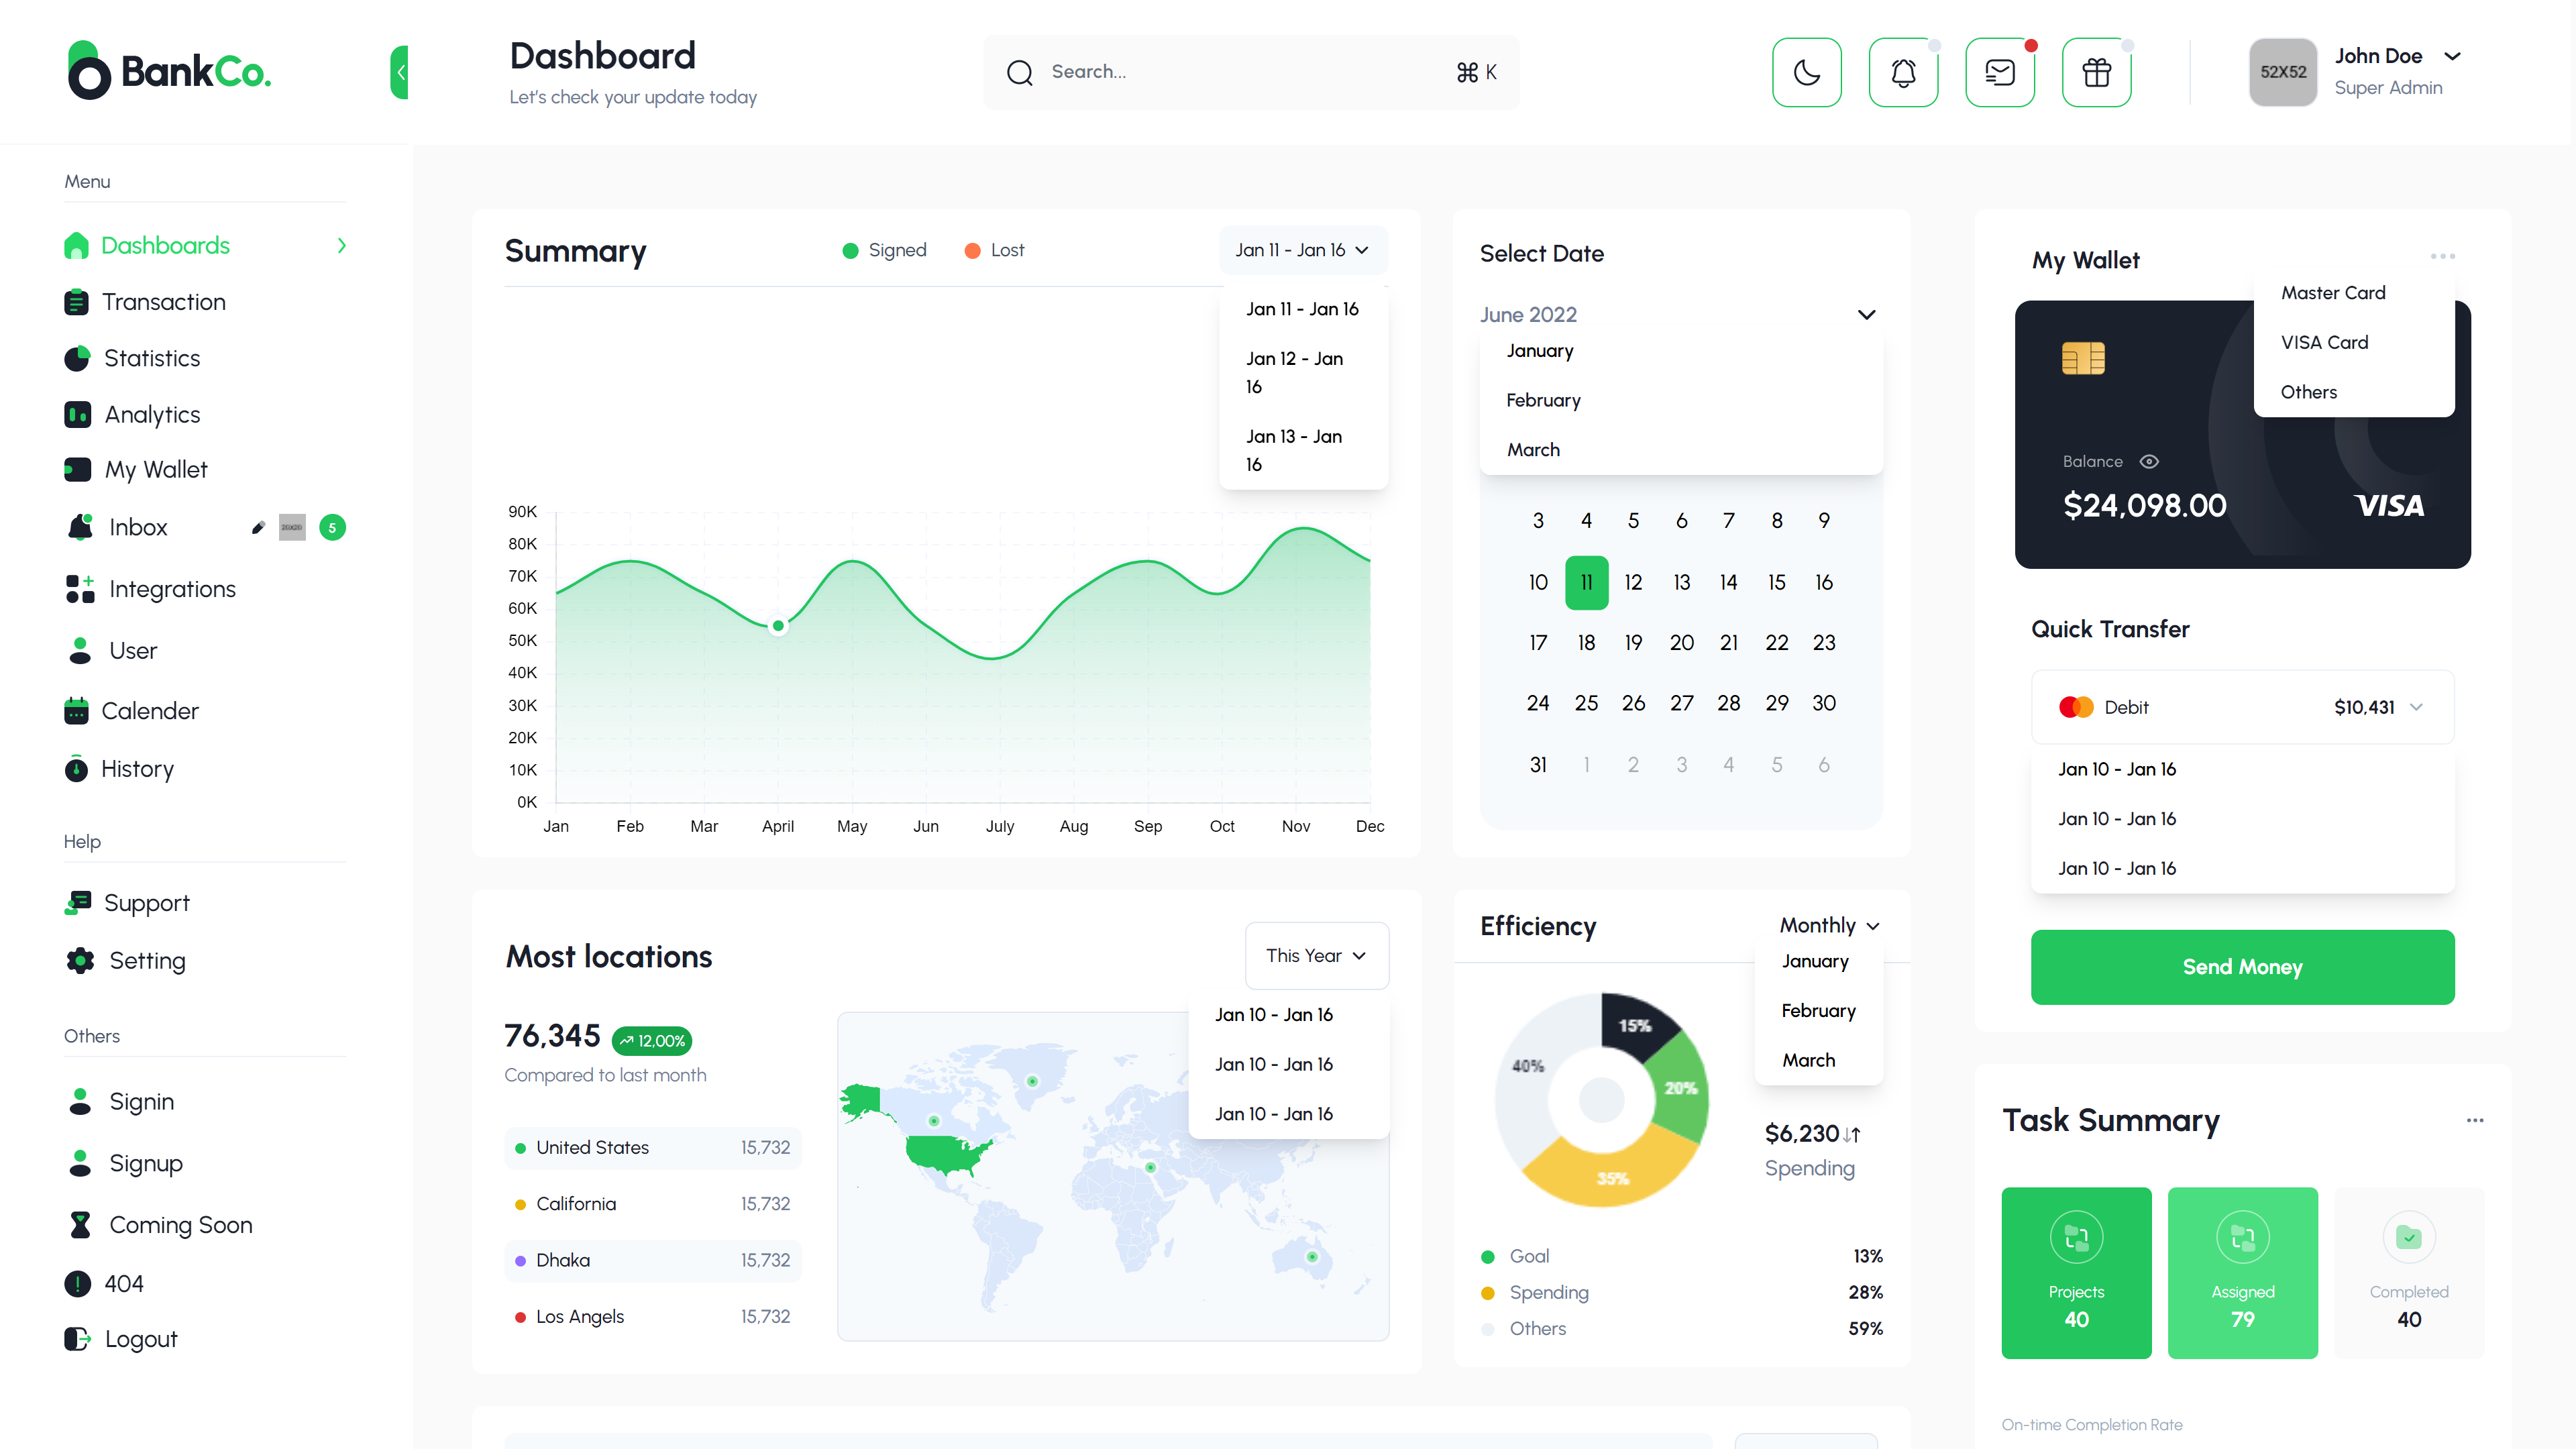 BankCo.
Dashboard
Let's check your update today
Search...
⌘ K
52X52
John Doe
Super Admin
Menu
Dashboards
Transaction
Statistics
Analytics
My Wallet
Inbox
20X20
5
Integrations
User
Calender
History
Help
Support
Setting
Others
Signin
Signup
Coming Soon
404
Logout
Summary
Signed
Lost
Jan 11 - Jan 16
Jan 11 - Jan 16
Jan 12 - Jan
16
Jan 13 - Jan
16
90K
80K
70K
60K
50K
40K
30K
20K
10K
0K
Jan Feb Mar April May Jun July Aug Sep Oct Nov Dec
Select Date
June 2022
January
February
March
3 4 5 6 7 8 9
10 11 12 13 14 15 16
17 18 19 20 21 22 23
24 25 26 27 28 29 30
31 1 2 3 4 5 6
My Wallet
Master Card
VISA Card
Others
Balance
$24,098.00
VISA
Quick Transfer
Debit
$10,431
Jan 10 - Jan 16
Jan 10 - Jan 16
Jan 10 - Jan 16
Send Money
Most locations
This Year
Jan 10 - Jan 16
Jan 10 - Jan 16
Jan 10 - Jan 16
76,345
12,00%
Compared to last month
United States 15,732
California 15,732
Dhaka 15,732
Los Angels 15,732
Efficiency
Monthly
January
February
March
15%
20%
35%
40%
$6,230
Spending
Goal 13%
Spending 28%
Others 59%
Task Summary
Projects
40
Assigned
79
Completed
40
On-time Completion Rate